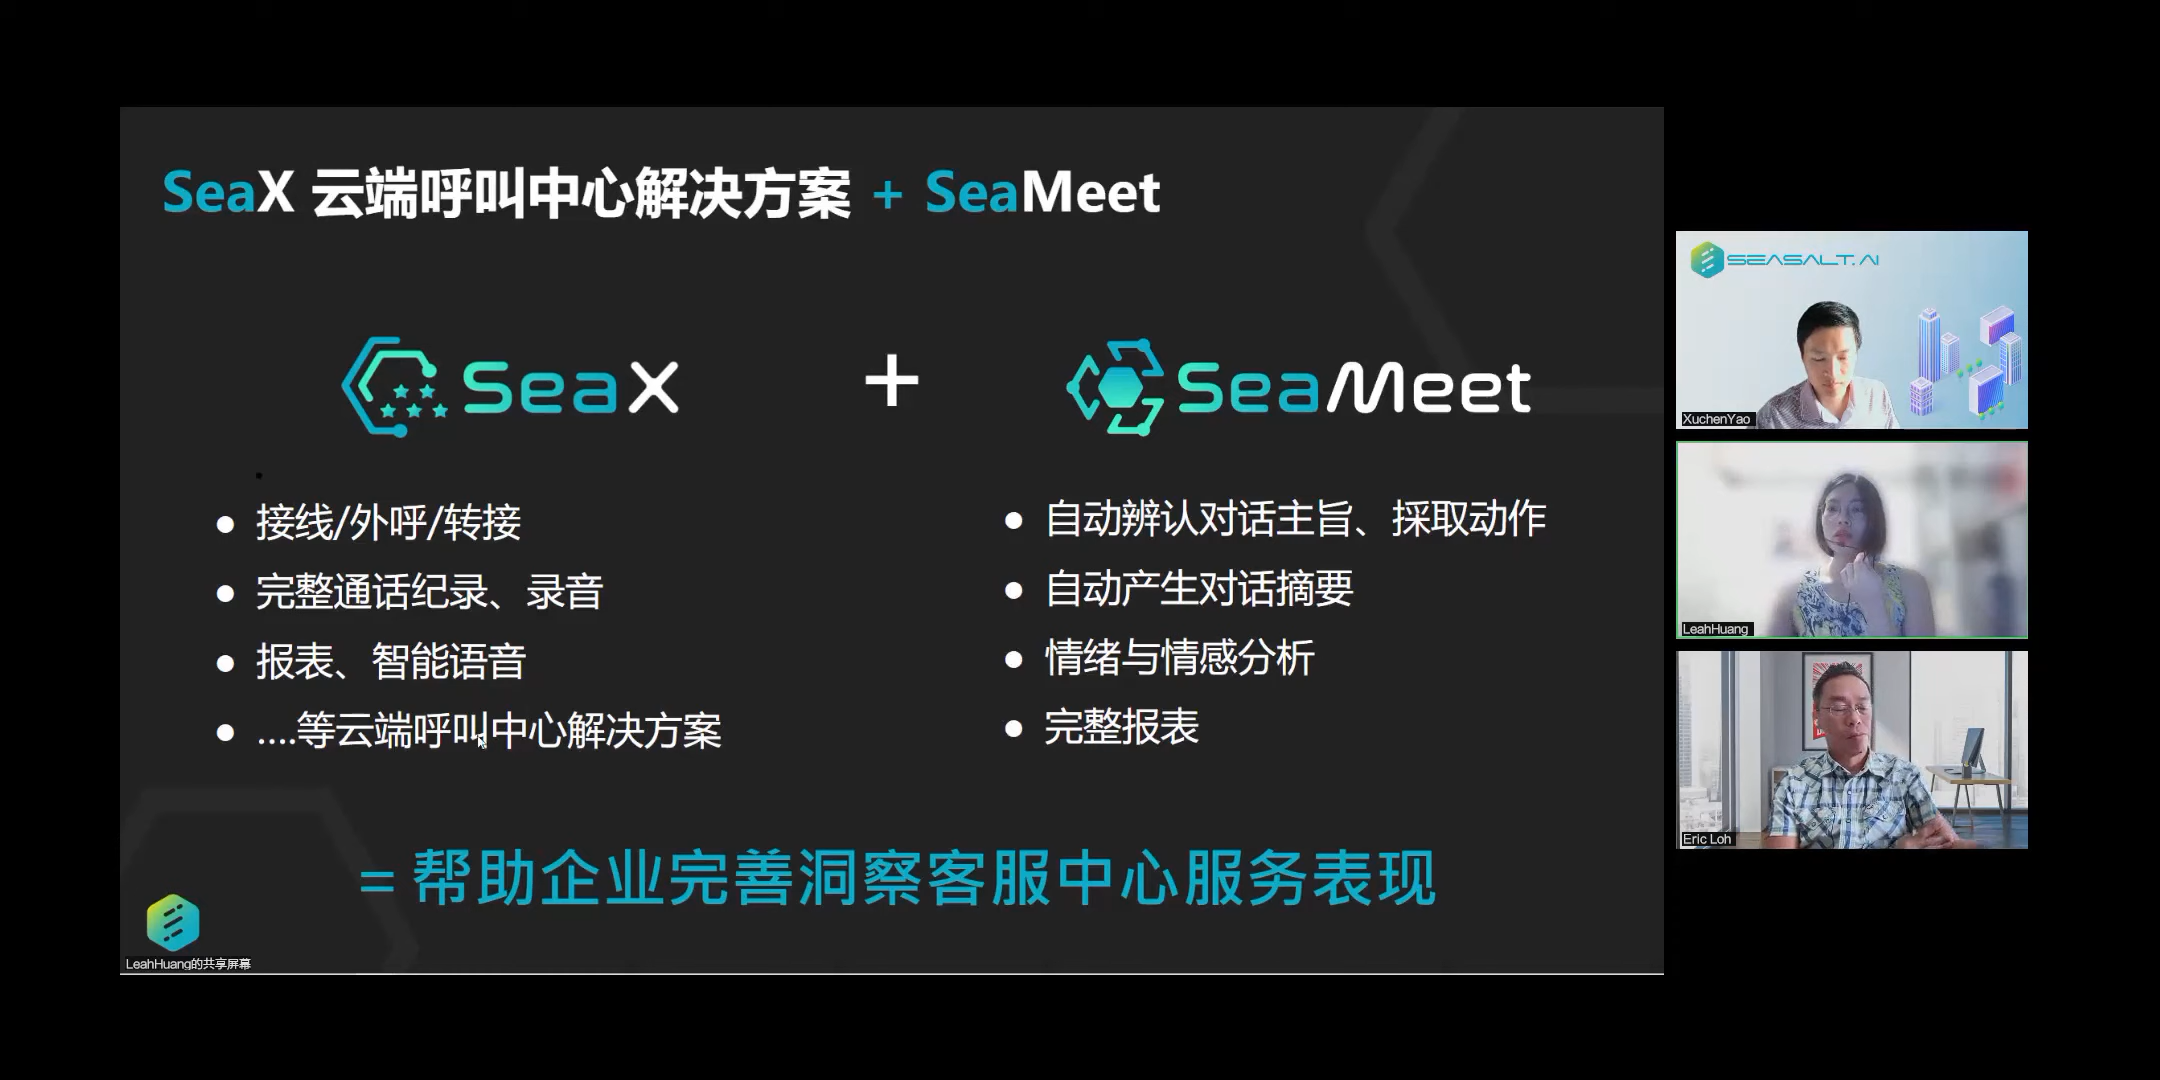 SeaX 云端呼叫中心解决方案 + SeaMeet
SeaX + SeaMeet
接线/外呼/转接
完整通话纪录、录音
报表、智能语音
....等云端呼叫中心解决方案
自动辨认对话主旨、採取动作
自动产生对话摘要
情绪与情感分析
完整报表
= 帮助企业完善洞察客服中心服务表现
LeahHuang的共享屏幕
SEASALT.AI
XuchenYao
LeahHuang
Eric Loh